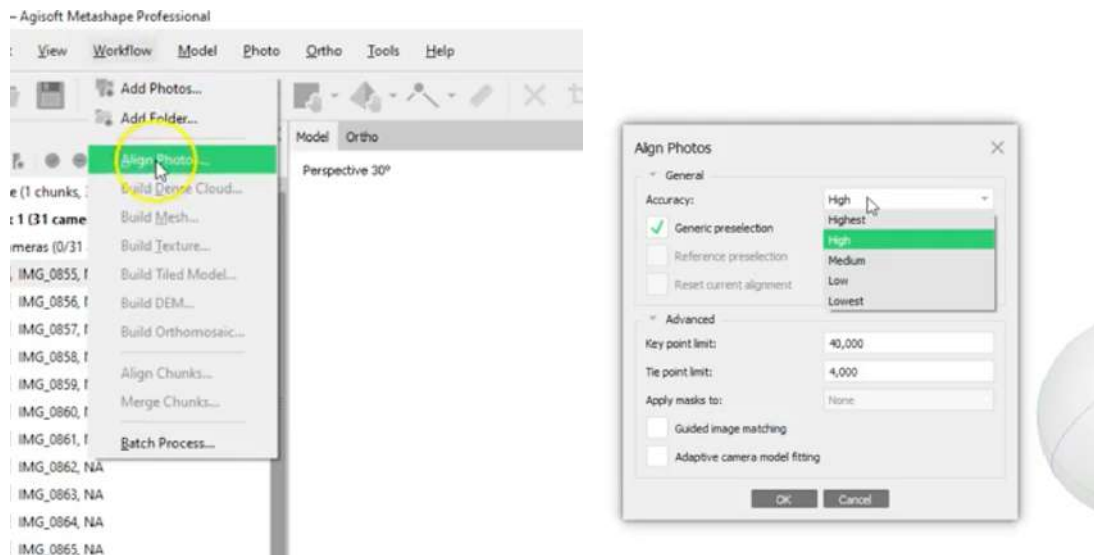 – Agisoft Metashape Professional
View Workflow Model Photo Ortho Tools Help
Add Photos...
Add Folder...
Align Photos...
Build Dense Cloud...
Build Mesh...
Build Texture...
Build Tiled Model...
Build DEM...
Build Orthomosaic...
Align Chunks...
Merge Chunks...
Batch Process...
e (1 chunks,
1 (31 came
meras (0/31
IMG_0855,
IMG_0856,
IMG_0857,
IMG_0858,
IMG_0859,
IMG_0860,
IMG_0861,
IMG_0862, NA
IMG_0863, NA
IMG_0864, NA
IMG_0865, NA
Model Ortho
Perspective 30°
Align Photos
General
Accuracy: High
Highest
High
Medium
Low
Lowest
Generic preselection
Reference preselection
Reset current alignment
Advanced
Key point limit: 40,000
Tie point limit: 4,000
Apply masks to: None
Guided image matching
Adaptive camera model fitting
OK Cancel